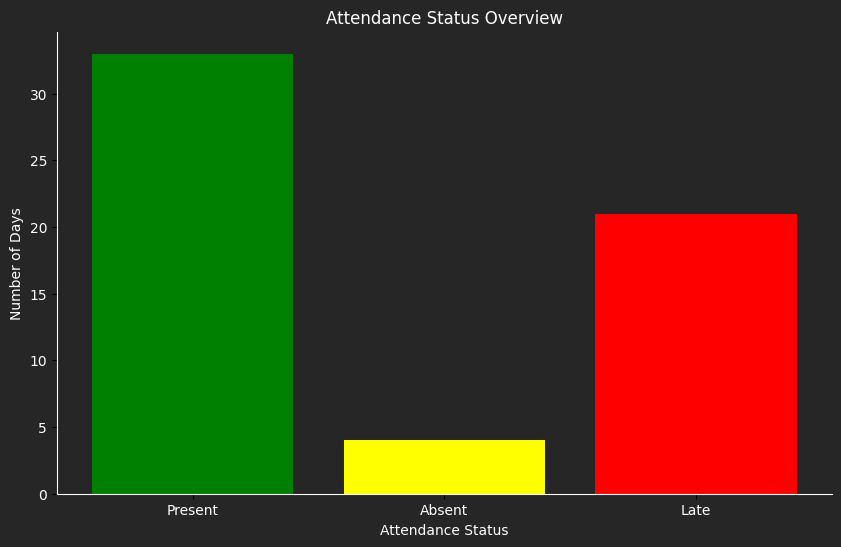 Attendance Status Overview
Number of Days
30
25
20
15
10
5
0
Present Absent Late
Attendance Status